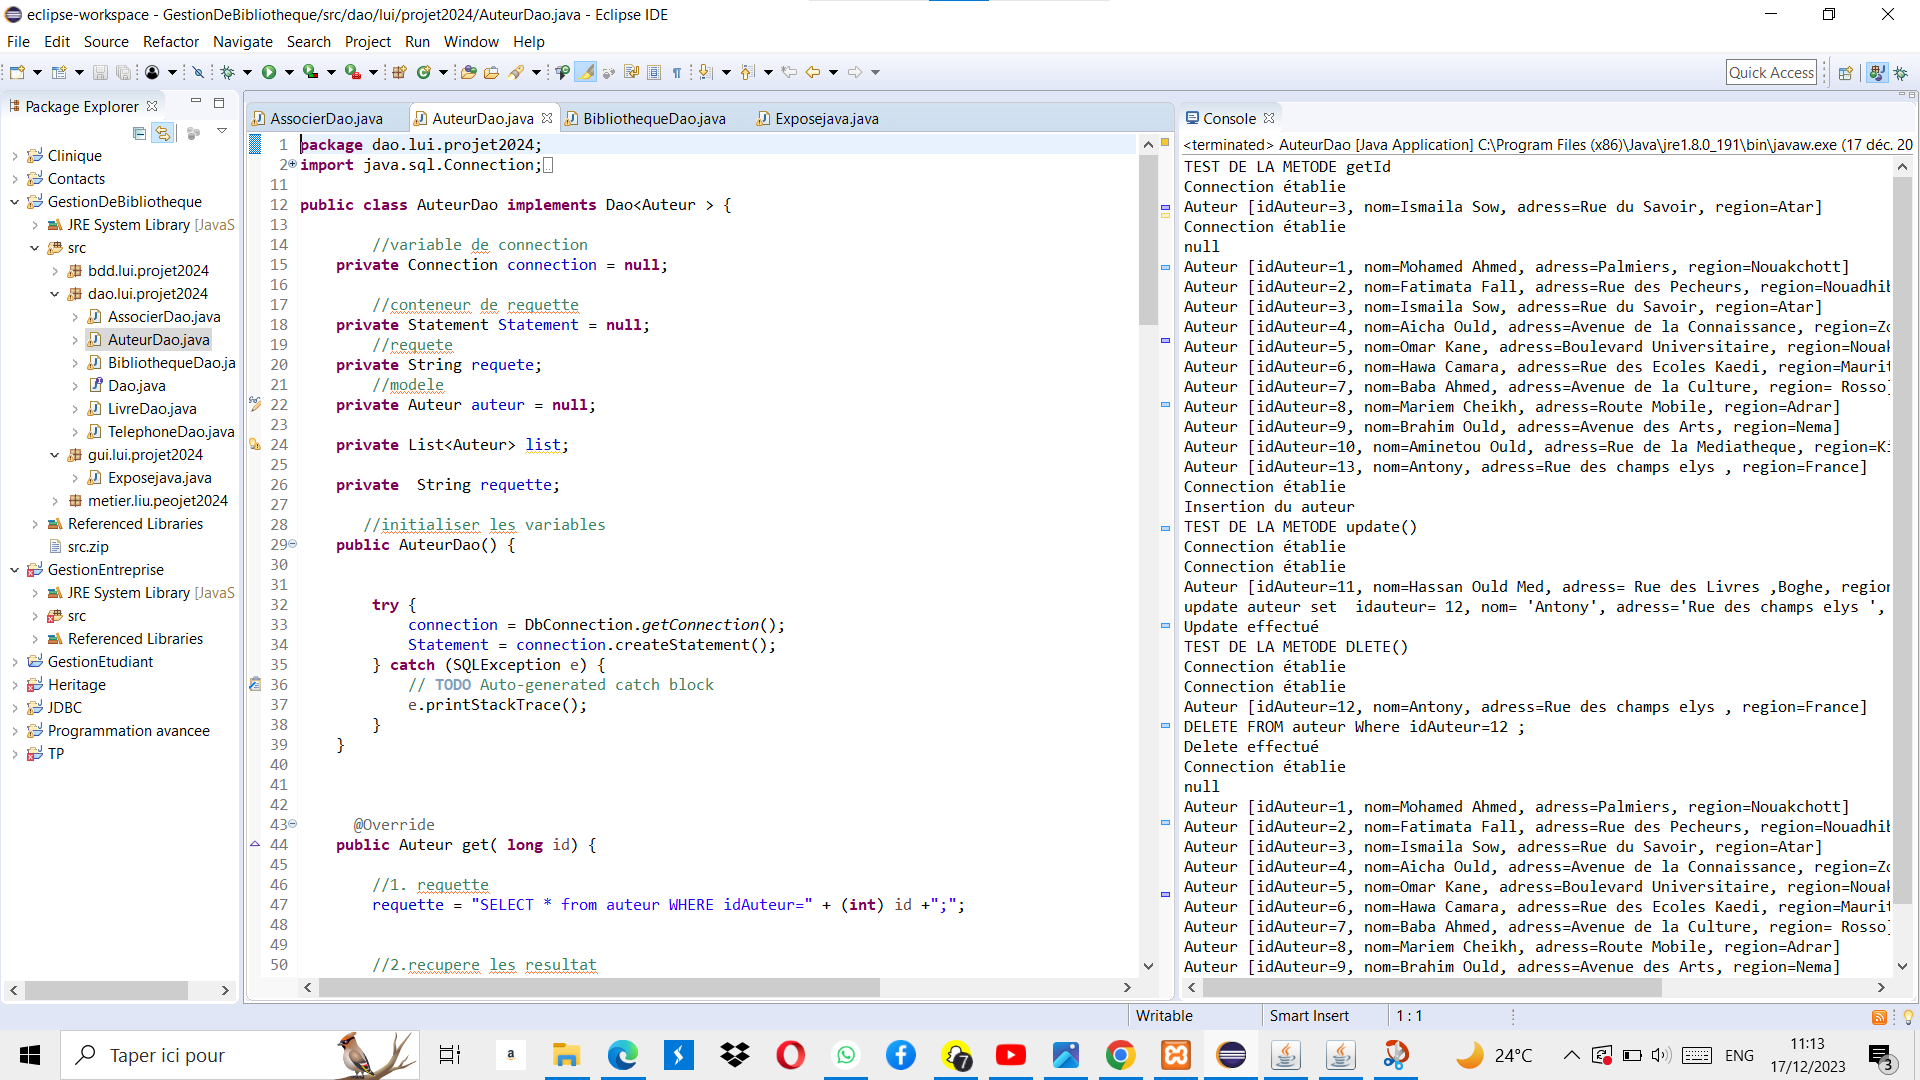 eclipse-workspace - GestionDeBibliotheque/src/dao/lui/projet2024/AuteurDao.java - Eclipse IDE
File Edit Source Refactor Navigate Search Project Run Window Help
Quick Access
Package Explorer
Clinique
Contacts
GestionDeBibliotheque
JRE System Library [JavaS
src
bdd.lui.projet2024
dao.lui.projet2024
AssocierDao.java
AuteurDao.java
BibliothequeDao.ja
Dao.java
LivreDao.java
TelephoneDao.java
gui.lui.projet2024
Exposejava.java
metier.liu.peojet2024
Referenced Libraries
src.zip
GestionEntreprise
JRE System Library [JavaS
src
Referenced Libraries
GestionEtudiant
Heritage
JDBC
Programmation avancee
TP
AssocierDao.java AuteurDao.java BibliothequeDao.java Exposejava.java
1 package dao.lui.projet2024;
2 import java.sql.Connection;
11
12 public class AuteurDao implements Dao<Auteur > {
13
14 //variable de connection
15 private Connection connection = null;
16
17 //conteneur de requette
18 private Statement Statement = null;
19 //requete
20 private String requete;
21 //modele
22 private Auteur auteur = null;
23
24 private List<Auteur> list;
25
26 private  String requette;
27
28 //initialiser les variables
29 public AuteurDao() {
30
31
32 try {
33 connection = DbConnection.getConnection();
34 Statement = connection.createStatement();
35 } catch (SQLException e) {
36 // TODO Auto-generated catch block
37 e.printStackTrace();
38 }
39 }
40
41
42
43 @Override
44 public Auteur get( long id) {
45
46 //1. requette
47 requette = "SELECT * from auteur WHERE idAuteur=" + (int) id +";";
48
49
50 //2.recupere les resultat
Console
<terminated> AuteurDao [Java Application] C:\Program Files (x86)\Java\jre1.8.0_191\bin\javaw.exe (17 déc. 20
TEST DE LA METODE getId
Connection établie
Auteur [idAuteur=3, nom=Ismaila Sow, adress=Rue du Savoir, region=Atar]
Connection établie
null
Auteur [idAuteur=1, nom=Mohamed Ahmed, adress=Palmiers, region=Nouakchott]
Auteur [idAuteur=2, nom=Fatimata Fall, adress=Rue des Pecheurs, region=Nouadhib
Auteur [idAuteur=3, nom=Ismaila Sow, adress=Rue du Savoir, region=Atar]
Auteur [idAuteur=4, nom=Aicha Ould, adress=Avenue de la Connaissance, region=Zo
Auteur [idAuteur=5, nom=Omar Kane, adress=Boulevard Universitaire, region=Nouak
Auteur [idAuteur=6, nom=Hawa Camara, adress=Rue des Ecoles Kaedi, region=Maurit
Auteur [idAuteur=7, nom=Baba Ahmed, adress=Avenue de la Culture, region= Rosso]
Auteur [idAuteur=8, nom=Mariem Cheikh, adress=Route Mobile, region=Adrar]
Auteur [idAuteur=9, nom=Brahim Ould, adress=Avenue des Arts, region=Nema]
Auteur [idAuteur=10, nom=Aminetou Ould, adress=Rue de la Mediatheque, region=Ki
Auteur [idAuteur=13, nom=Antony, adress=Rue des champs elys , region=France]
Connection établie
Insertion du auteur
TEST DE LA METODE update()
Connection établie
Connection établie
Auteur [idAuteur=11, nom=Hassan Ould Med, adress= Rue des Livres ,Boghe, region
update auteur set  idauteur= 12, nom= 'Antony', adress='Rue des champs elys ',
Update effectué
TEST DE LA METODE DLETE()
Connection établie
Connection établie
Auteur [idAuteur=12, nom=Antony, adress=Rue des champs elys , region=France]
DELETE FROM auteur Where idAuteur=12 ;
Delete effectué
Connection établie
null
Auteur [idAuteur=1, nom=Mohamed Ahmed, adress=Palmiers, region=Nouakchott]
Auteur [idAuteur=2, nom=Fatimata Fall, adress=Rue des Pecheurs, region=Nouadhib
Auteur [idAuteur=3, nom=Ismaila Sow, adress=Rue du Savoir, region=Atar]
Auteur [idAuteur=4, nom=Aicha Ould, adress=Avenue de la Connaissance, region=Zo
Auteur [idAuteur=5, nom=Omar Kane, adress=Boulevard Universitaire, region=Nouak
Auteur [idAuteur=6, nom=Hawa Camara, adress=Rue des Ecoles Kaedi, region=Maurit
Auteur [idAuteur=7, nom=Baba Ahmed, adress=Avenue de la Culture, region= Rosso]
Auteur [idAuteur=8, nom=Mariem Cheikh, adress=Route Mobile, region=Adrar]
Auteur [idAuteur=9, nom=Brahim Ould, adress=Avenue des Arts, region=Nema]
Writable Smart Insert 1 : 1
Taper ici pour
a
7
24°C
ENG
11:13
17/12/2023
3